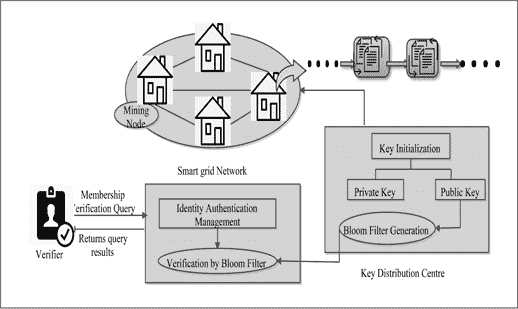 Mining
Node
Smart grid Network
Key Initialization
Private Key
Public Key
Bloom Filter Generation
Key Distribution Centre
Membership
Verification Query
Returns query
results
Verifier
Identity Authentication
Management
Verification by Bloom Filter